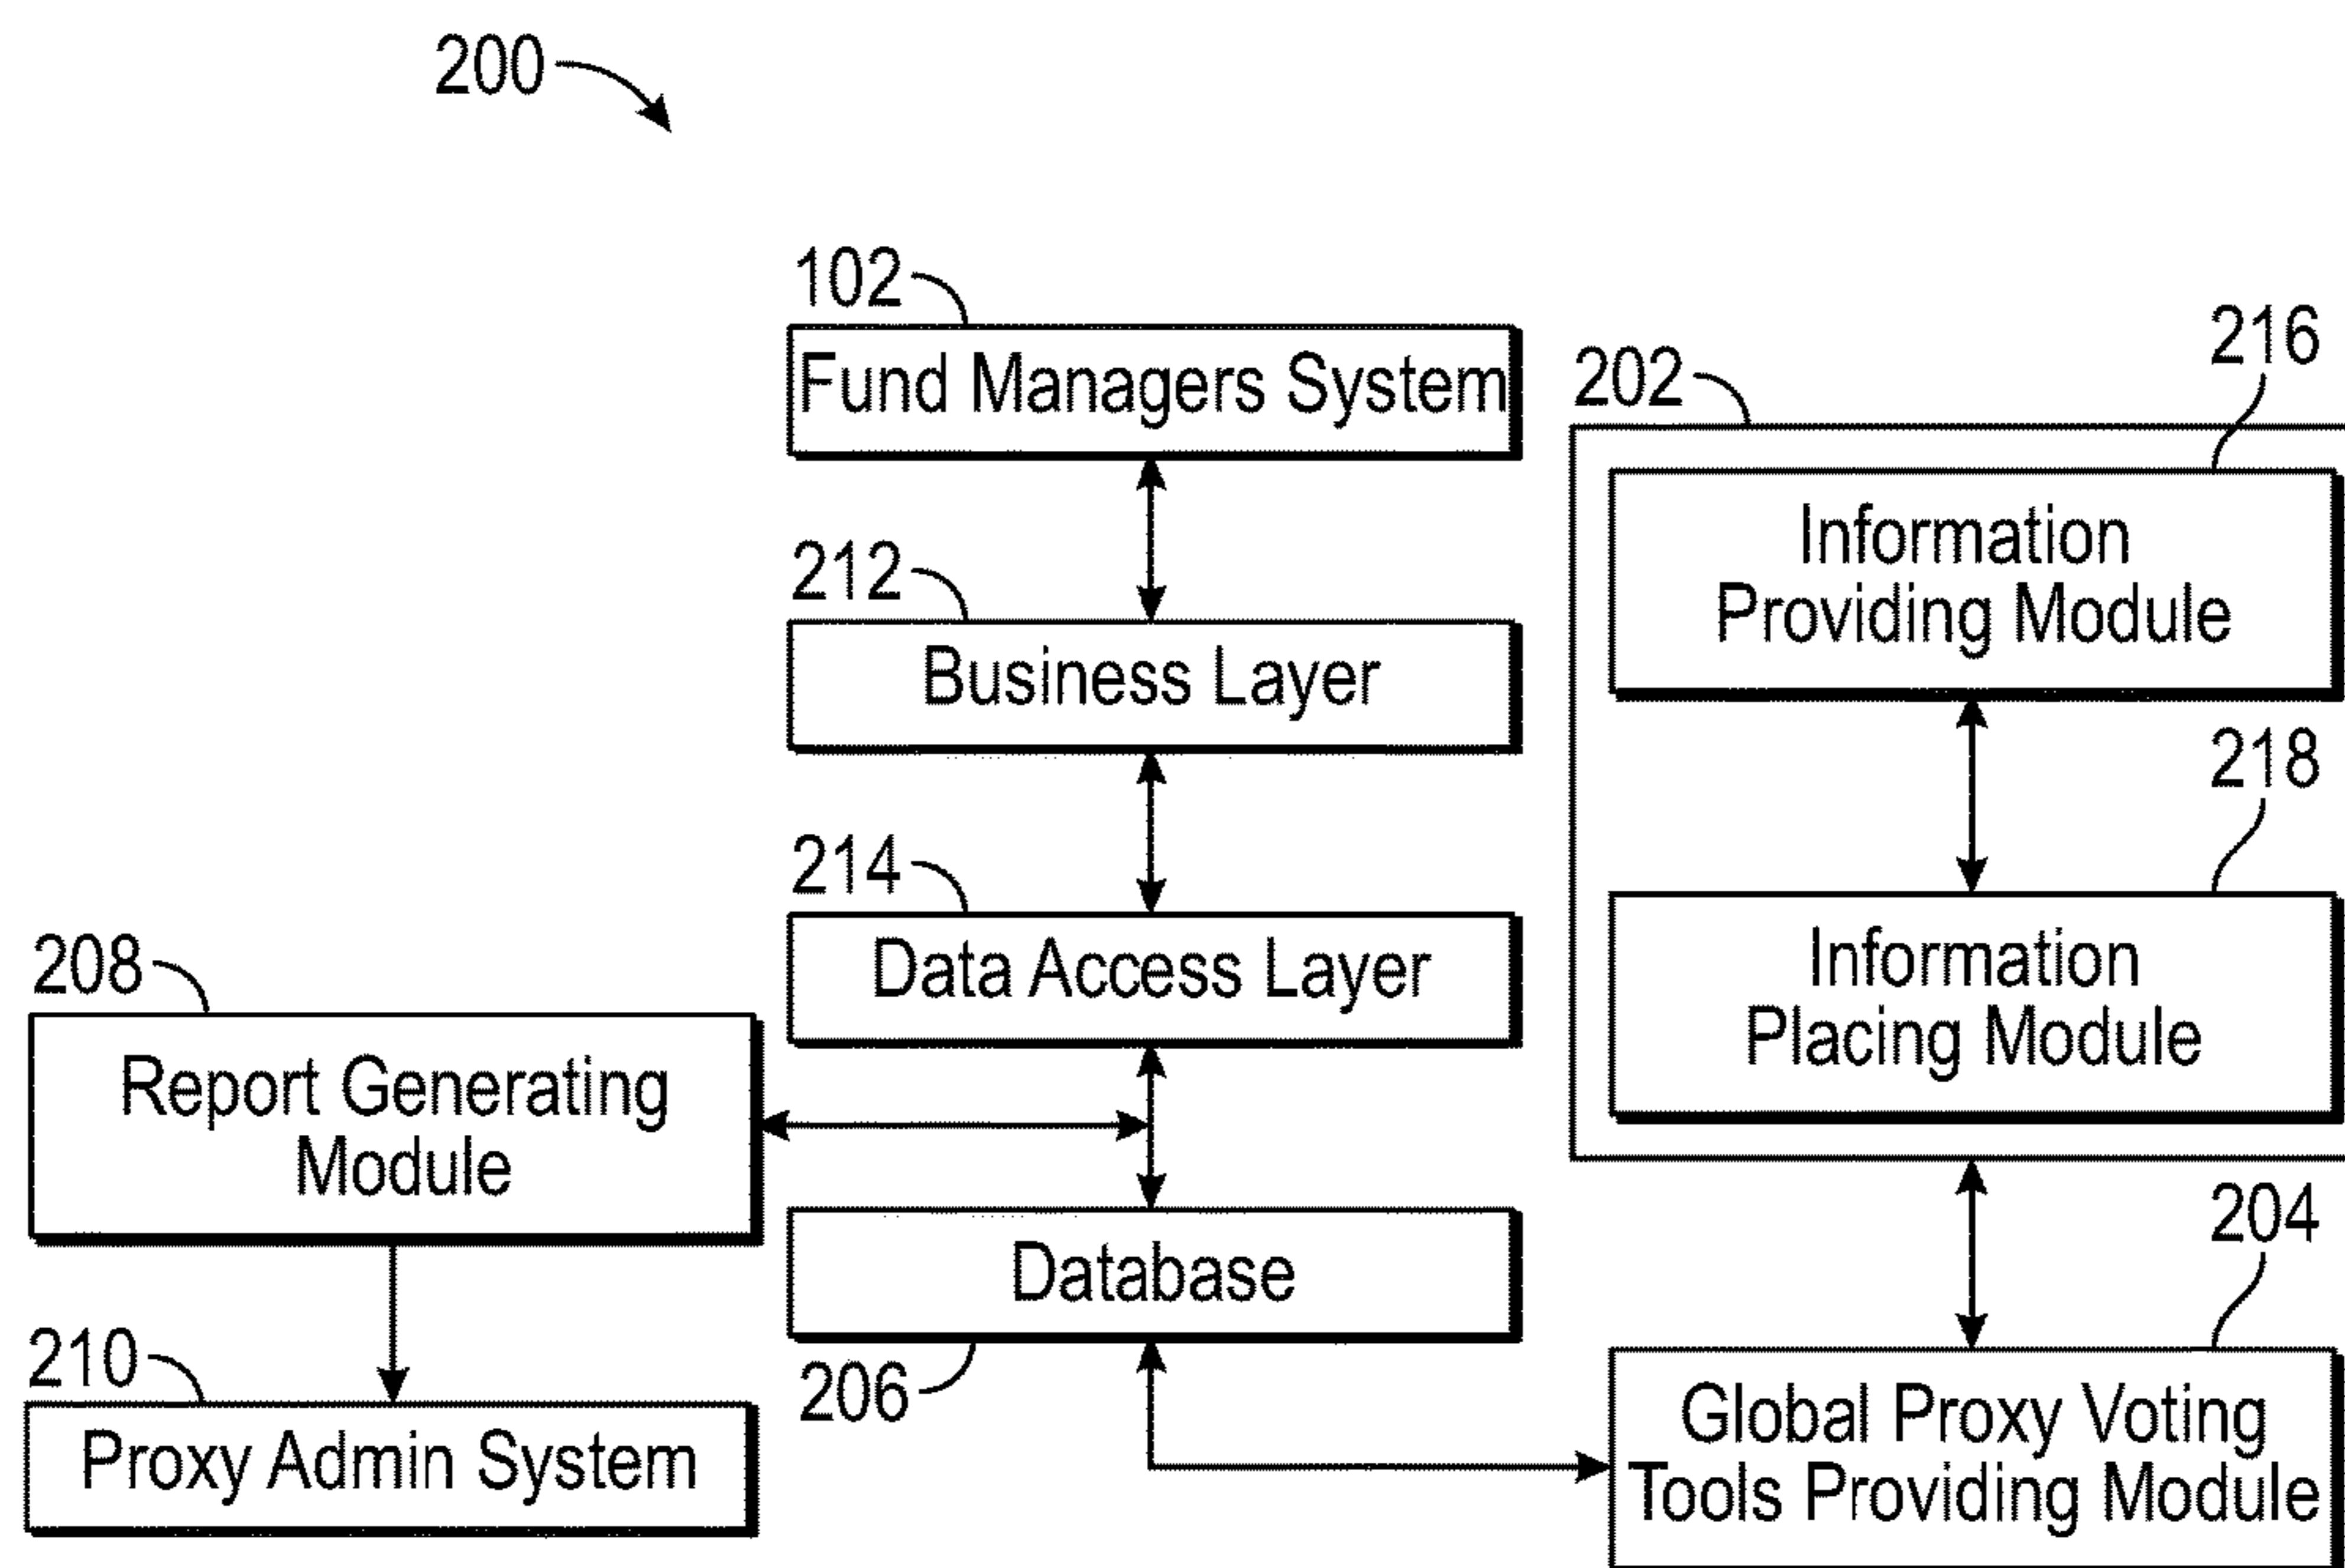 200
102
Fund Managers System
202
216
Information
Providing Module
212
Business Layer
218
214
Data Access Layer
Information
Placing Module
208
Report Generating
Module
204
Database
206
210
Proxy Admin System
Global Proxy Voting
Tools Providing Module